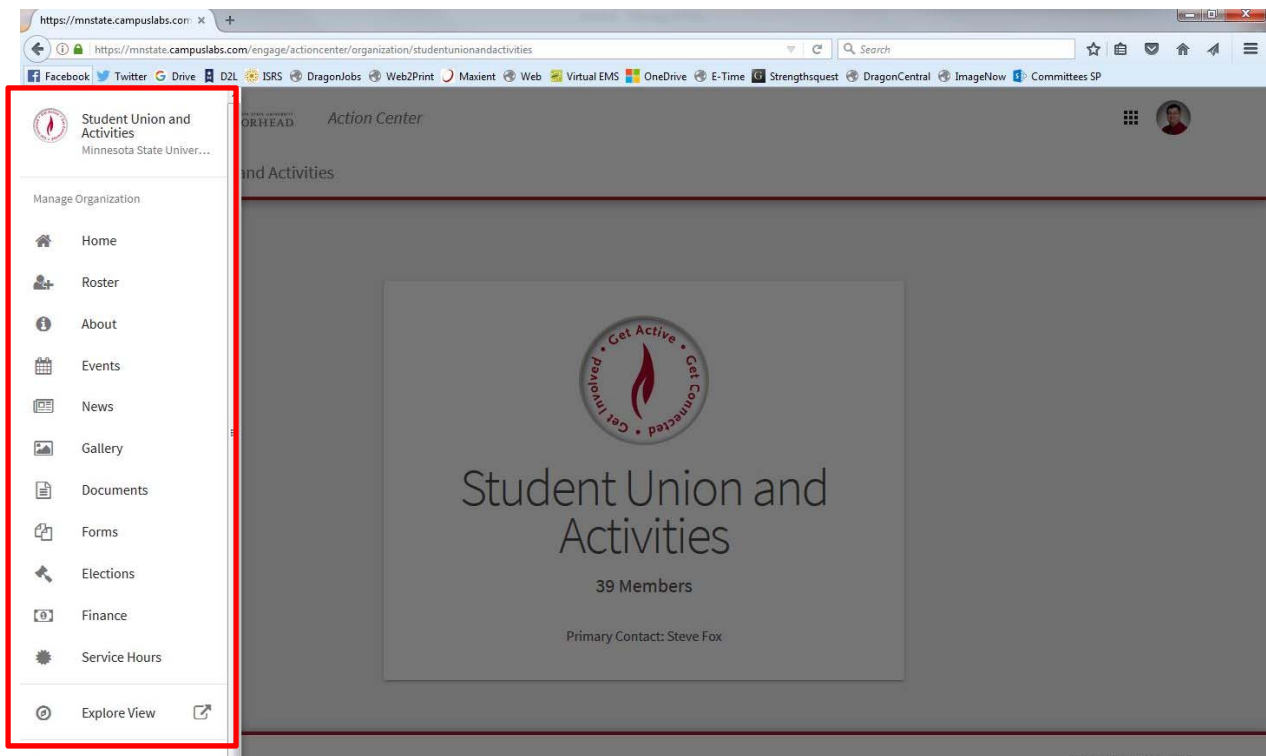 https://mnstate.campuslabs.com
https://mnstate.campuslabs.com/engage/actioncenter/organization/studentunionandactivities
Search
Facebook Twitter Drive D2L ISRS DragonJobs Web2Print Maxient Web Virtual EMS OneDrive E-Time Strengthsquest DragonCentral ImageNow Committees SP
Student Union and
Activities
Minnesota State Univer...
ORHEAD Action Center
and Activities
Manage Organization
Home
Roster
About
Events
News
Gallery
Documents
Forms
Elections
Finance
Service Hours
Explore View
Get Active • Get Connected • Get Involved •
Student Union and
Activities
39 Members
Primary Contact: Steve Fox